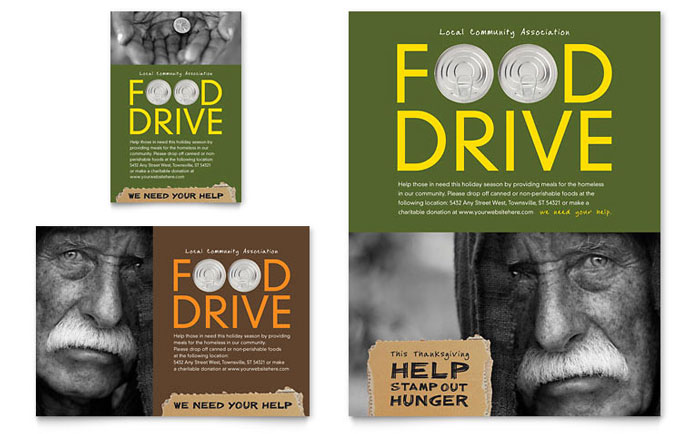 Local Community Association
FOOD
DRIVE
Help those in need this holiday season by
providing meals for the homeless in our
community. Please drop off canned or non-
perishable foods at the following location:
5432 Any Street West, Townsville, ST 54321
or make a charitable donation at
www.yourwebsitehere.com
WE NEED YOUR HELP
Local Community Association
FOOD
DRIVE
Help those in need this holiday season by providing
meals for the homeless in our community.
Please drop off canned or non-perishable foods
at the following location:
5432 Any Street West, Townsville, ST 54321 or make
a charitable donation at www.yourwebsitehere.com
WE NEED YOUR HELP
Local Community Association
FOOD
DRIVE
Help those in need this holiday season by providing meals for the homeless
in our community. Please drop off canned or non-perishable foods at the
following location: 5432 Any Street West, Townsville, ST 54321 or make a
charitable donation at www.yourwebsitehere.com we need your help.
This Thanksgiving
HELP
STAMP OUT
HUNGER